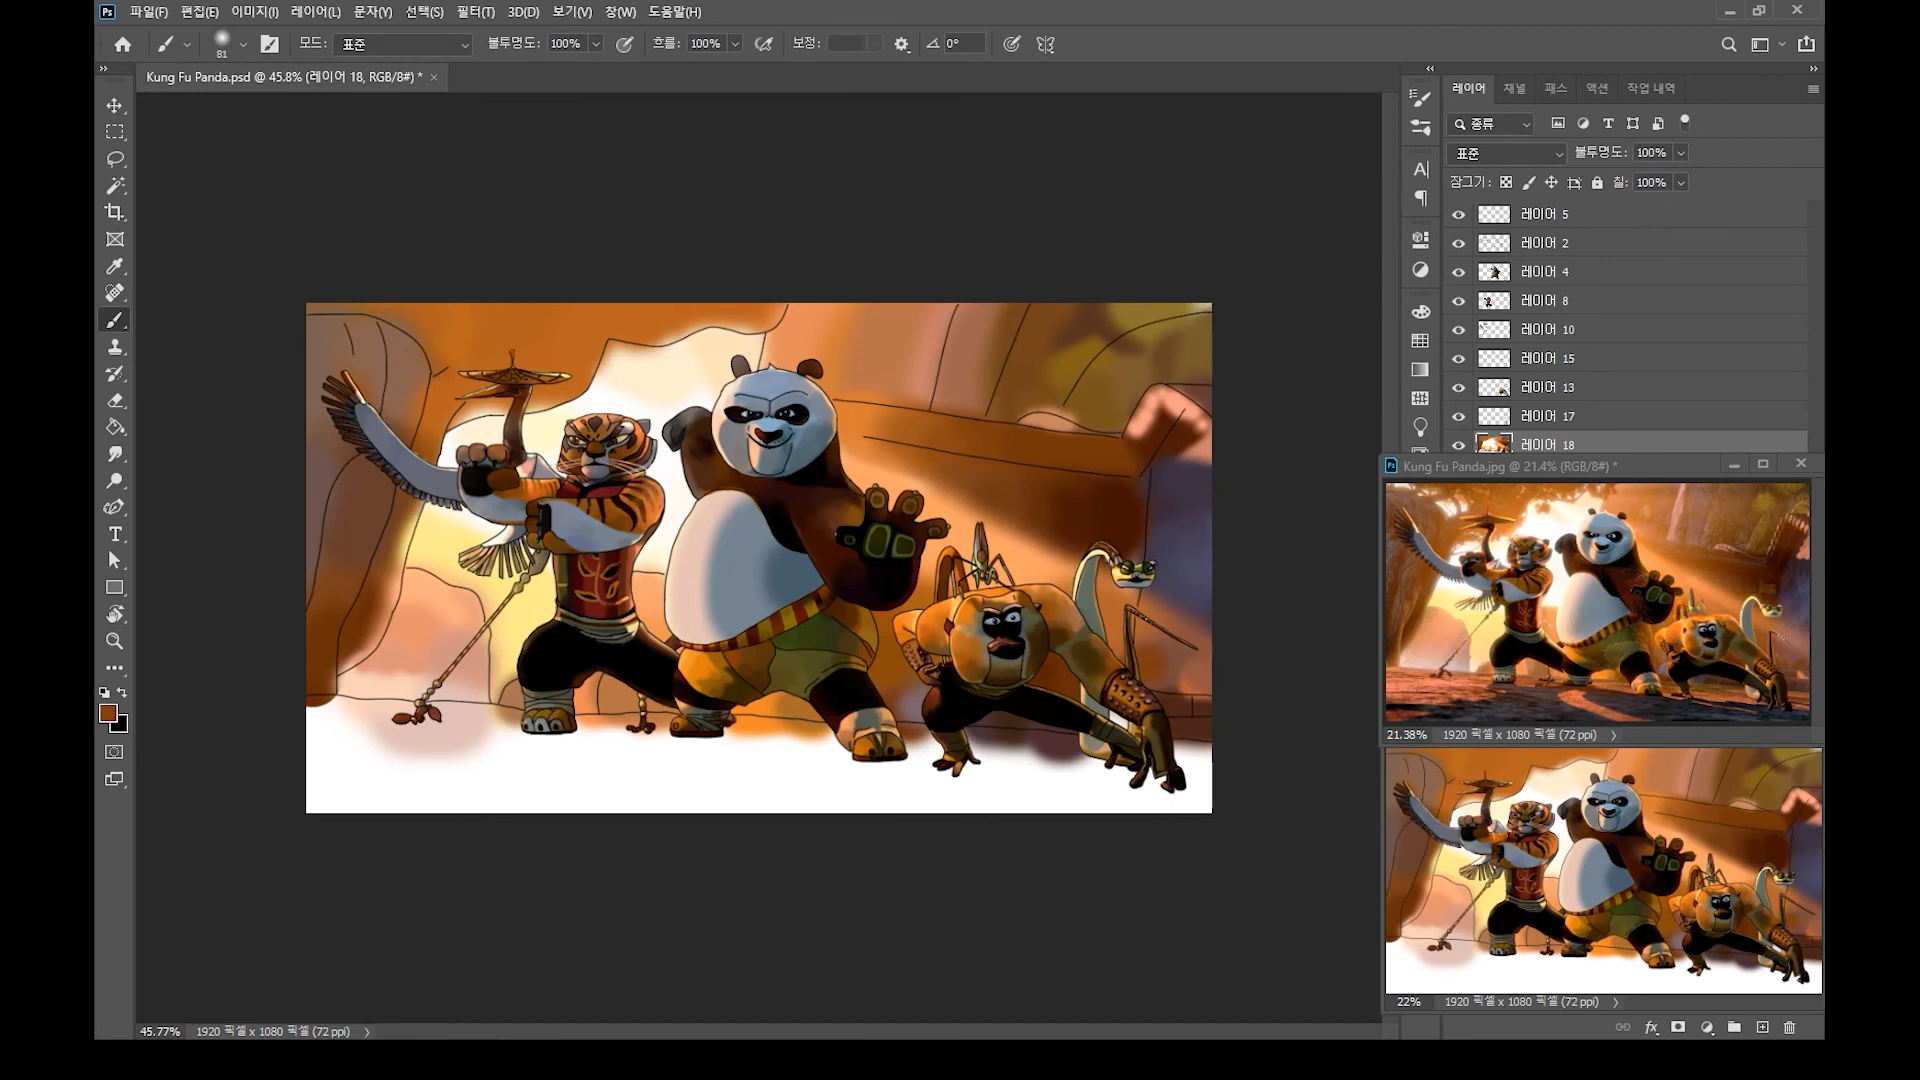 Ps 파일(F) 편집(E) 이미지(I) 레이어(L) 문자(Y) 선택(S) 필터(T) 3D(D) 보기(V) 창(W) 도움말(H)
81 모드: 표준 불투명도: 100% 흐름: 100% 보정: 0°
Kung Fu Panda.psd @ 45.8% (레이어 18, RGB/8#) *
레이어 채널 패스 액션 작업 내역
종류
표준 불투명도: 100%
잠그기: 칠: 100%
레이어 5
레이어 2
레이어 4
레이어 8
레이어 10
레이어 15
레이어 13
레이어 17
레이어 18
Kung Fu Panda.jpg @ 21.4% (RGB/8#) *
21.38% 1920 픽셀 x 1080 픽셀 (72 ppi)
22% 1920 픽셀 x 1080 픽셀 (72 ppi)
45.77% 1920 픽셀 x 1080 픽셀 (72 ppi)
fx